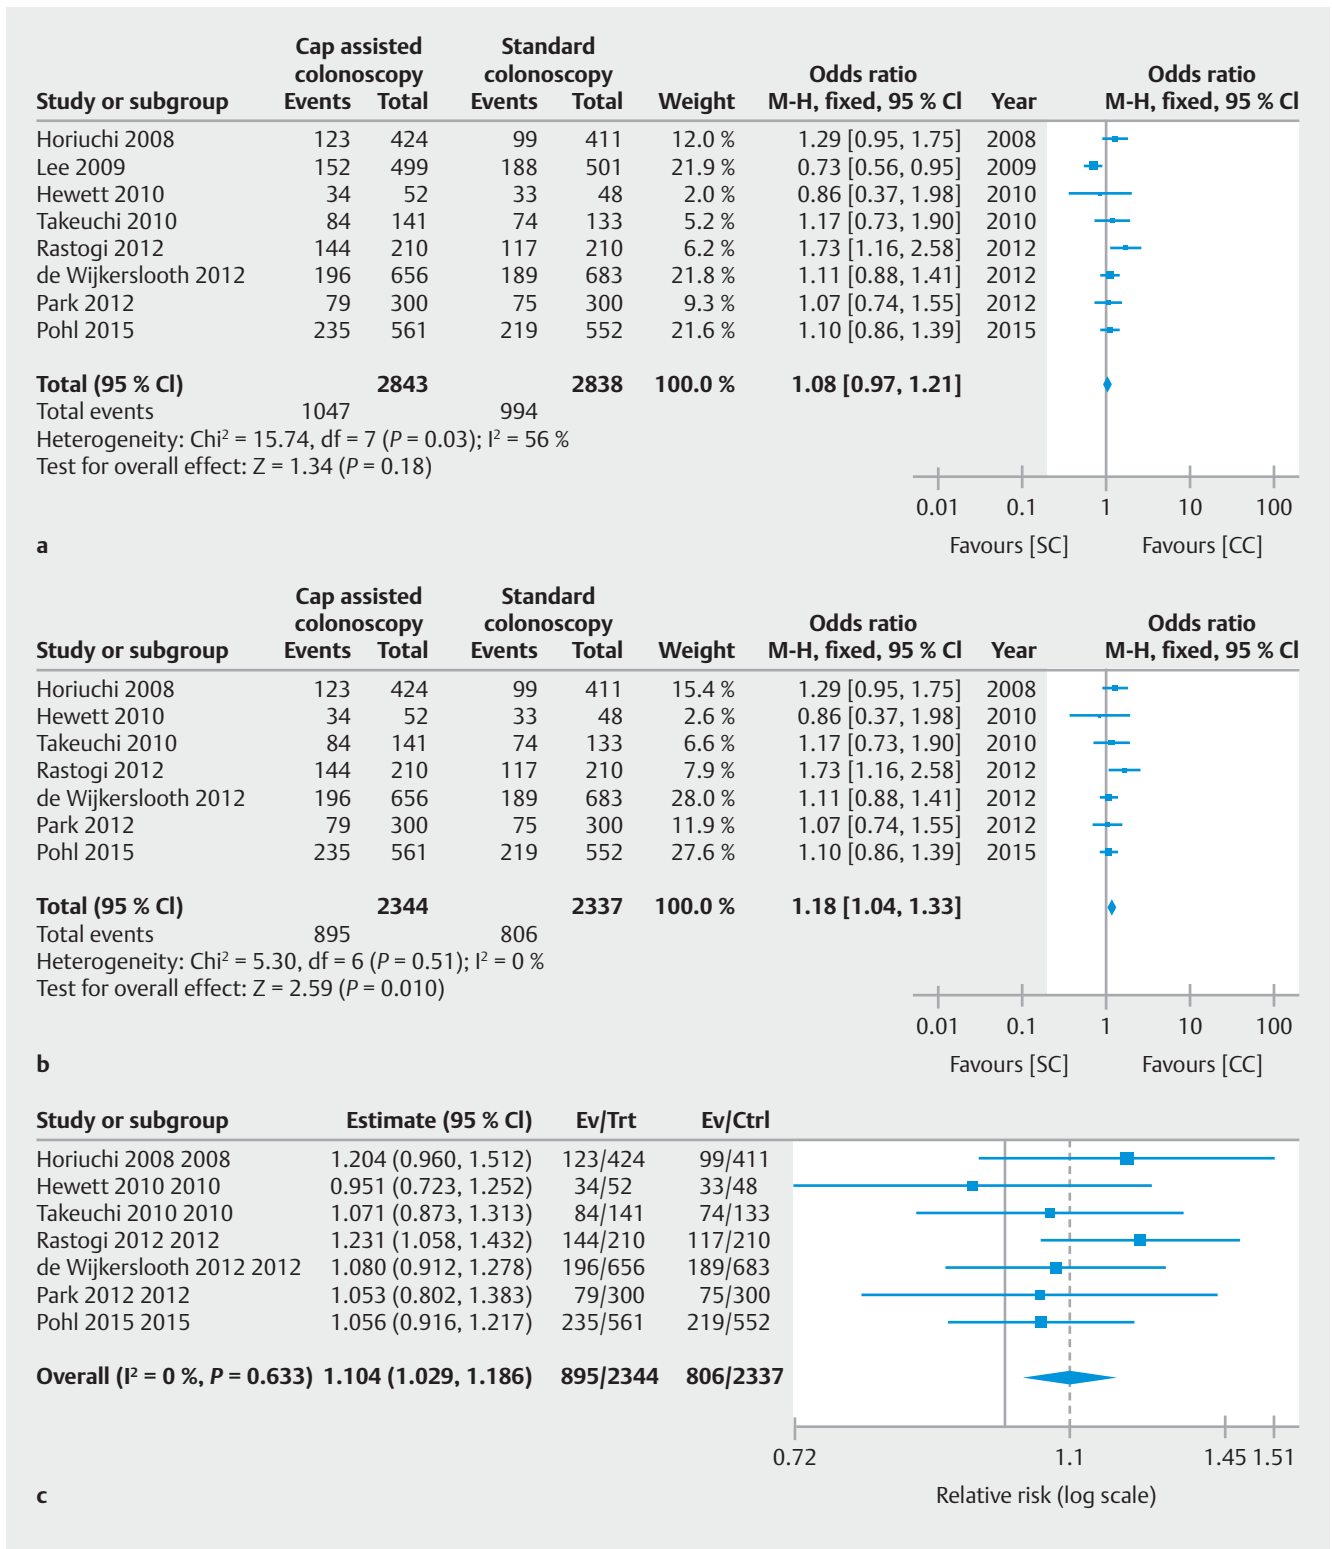 Cap assisted Standard
colonoscopy colonoscopy Odds ratio Odds ratio
Study or subgroup Events Total Events Total Weight M-H, fixed, 95 % Cl Year M-H, fixed, 95 % Cl
Horiuchi 2008 123 424 99 411 12.0 % 1.29 [0.95, 1.75] 2008
Lee 2009 152 499 188 501 21.9 % 0.73 [0.56, 0.95] 2009
Hewett 2010 34 52 33 48 2.0 % 0.86 [0.37, 1.98] 2010
Takeuchi 2010 84 141 74 133 5.2 % 1.17 [0.73, 1.90] 2010
Rastogi 2012 144 210 117 210 6.2 % 1.73 [1.16, 2.58] 2012
de Wijkerslooth 2012 196 656 189 683 21.8 % 1.11 [0.88, 1.41] 2012
Park 2012 79 300 75 300 9.3 % 1.07 [0.74, 1.55] 2012
Pohl 2015 235 561 219 552 21.6 % 1.10 [0.86, 1.39] 2015
Total (95 % Cl) 2843 2838 100.0 % 1.08 [0.97, 1.21]
Total events 1047 994
Heterogeneity: Chi² = 15.74, df = 7 (P = 0.03); I² = 56 %
Test for overall effect: Z = 1.34 (P = 0.18)
0.01 0.1 1 10 100
a Favours [SC] Favours [CC]
Cap assisted Standard
colonoscopy colonoscopy Odds ratio Odds ratio
Study or subgroup Events Total Events Total Weight M-H, fixed, 95 % Cl Year M-H, fixed, 95 % Cl
Horiuchi 2008 123 424 99 411 15.4 % 1.29 [0.95, 1.75] 2008
Hewett 2010 34 52 33 48 2.6 % 0.86 [0.37, 1.98] 2010
Takeuchi 2010 84 141 74 133 6.6 % 1.17 [0.73, 1.90] 2010
Rastogi 2012 144 210 117 210 7.9 % 1.73 [1.16, 2.58] 2012
de Wijkerslooth 2012 196 656 189 683 28.0 % 1.11 [0.88, 1.41] 2012
Park 2012 79 300 75 300 11.9 % 1.07 [0.74, 1.55] 2012
Pohl 2015 235 561 219 552 27.6 % 1.10 [0.86, 1.39] 2015
Total (95 % Cl) 2344 2337 100.0 % 1.18 [1.04, 1.33]
Total events 895 806
Heterogeneity: Chi² = 5.30, df = 6 (P = 0.51); I² = 0 %
Test for overall effect: Z = 2.59 (P = 0.010)
0.01 0.1 1 10 100
b Favours [SC] Favours [CC]
Study or subgroup Estimate (95 % Cl) Ev/Trt Ev/Ctrl
Horiuchi 2008 2008 1.204 (0.960, 1.512) 123/424 99/411
Hewett 2010 2010 0.951 (0.723, 1.252) 34/52 33/48
Takeuchi 2010 2010 1.071 (0.873, 1.313) 84/141 74/133
Rastogi 2012 2012 1.231 (1.058, 1.432) 144/210 117/210
de Wijkerslooth 2012 2012 1.080 (0.912, 1.278) 196/656 189/683
Park 2012 2012 1.053 (0.802, 1.383) 79/300 75/300
Pohl 2015 2015 1.056 (0.916, 1.217) 235/561 219/552
Overall (I² = 0 %, P = 0.633) 1.104 (1.029, 1.186) 895/2344 806/2337
0.72 1.1 1.45 1.51
c Relative risk (log scale)